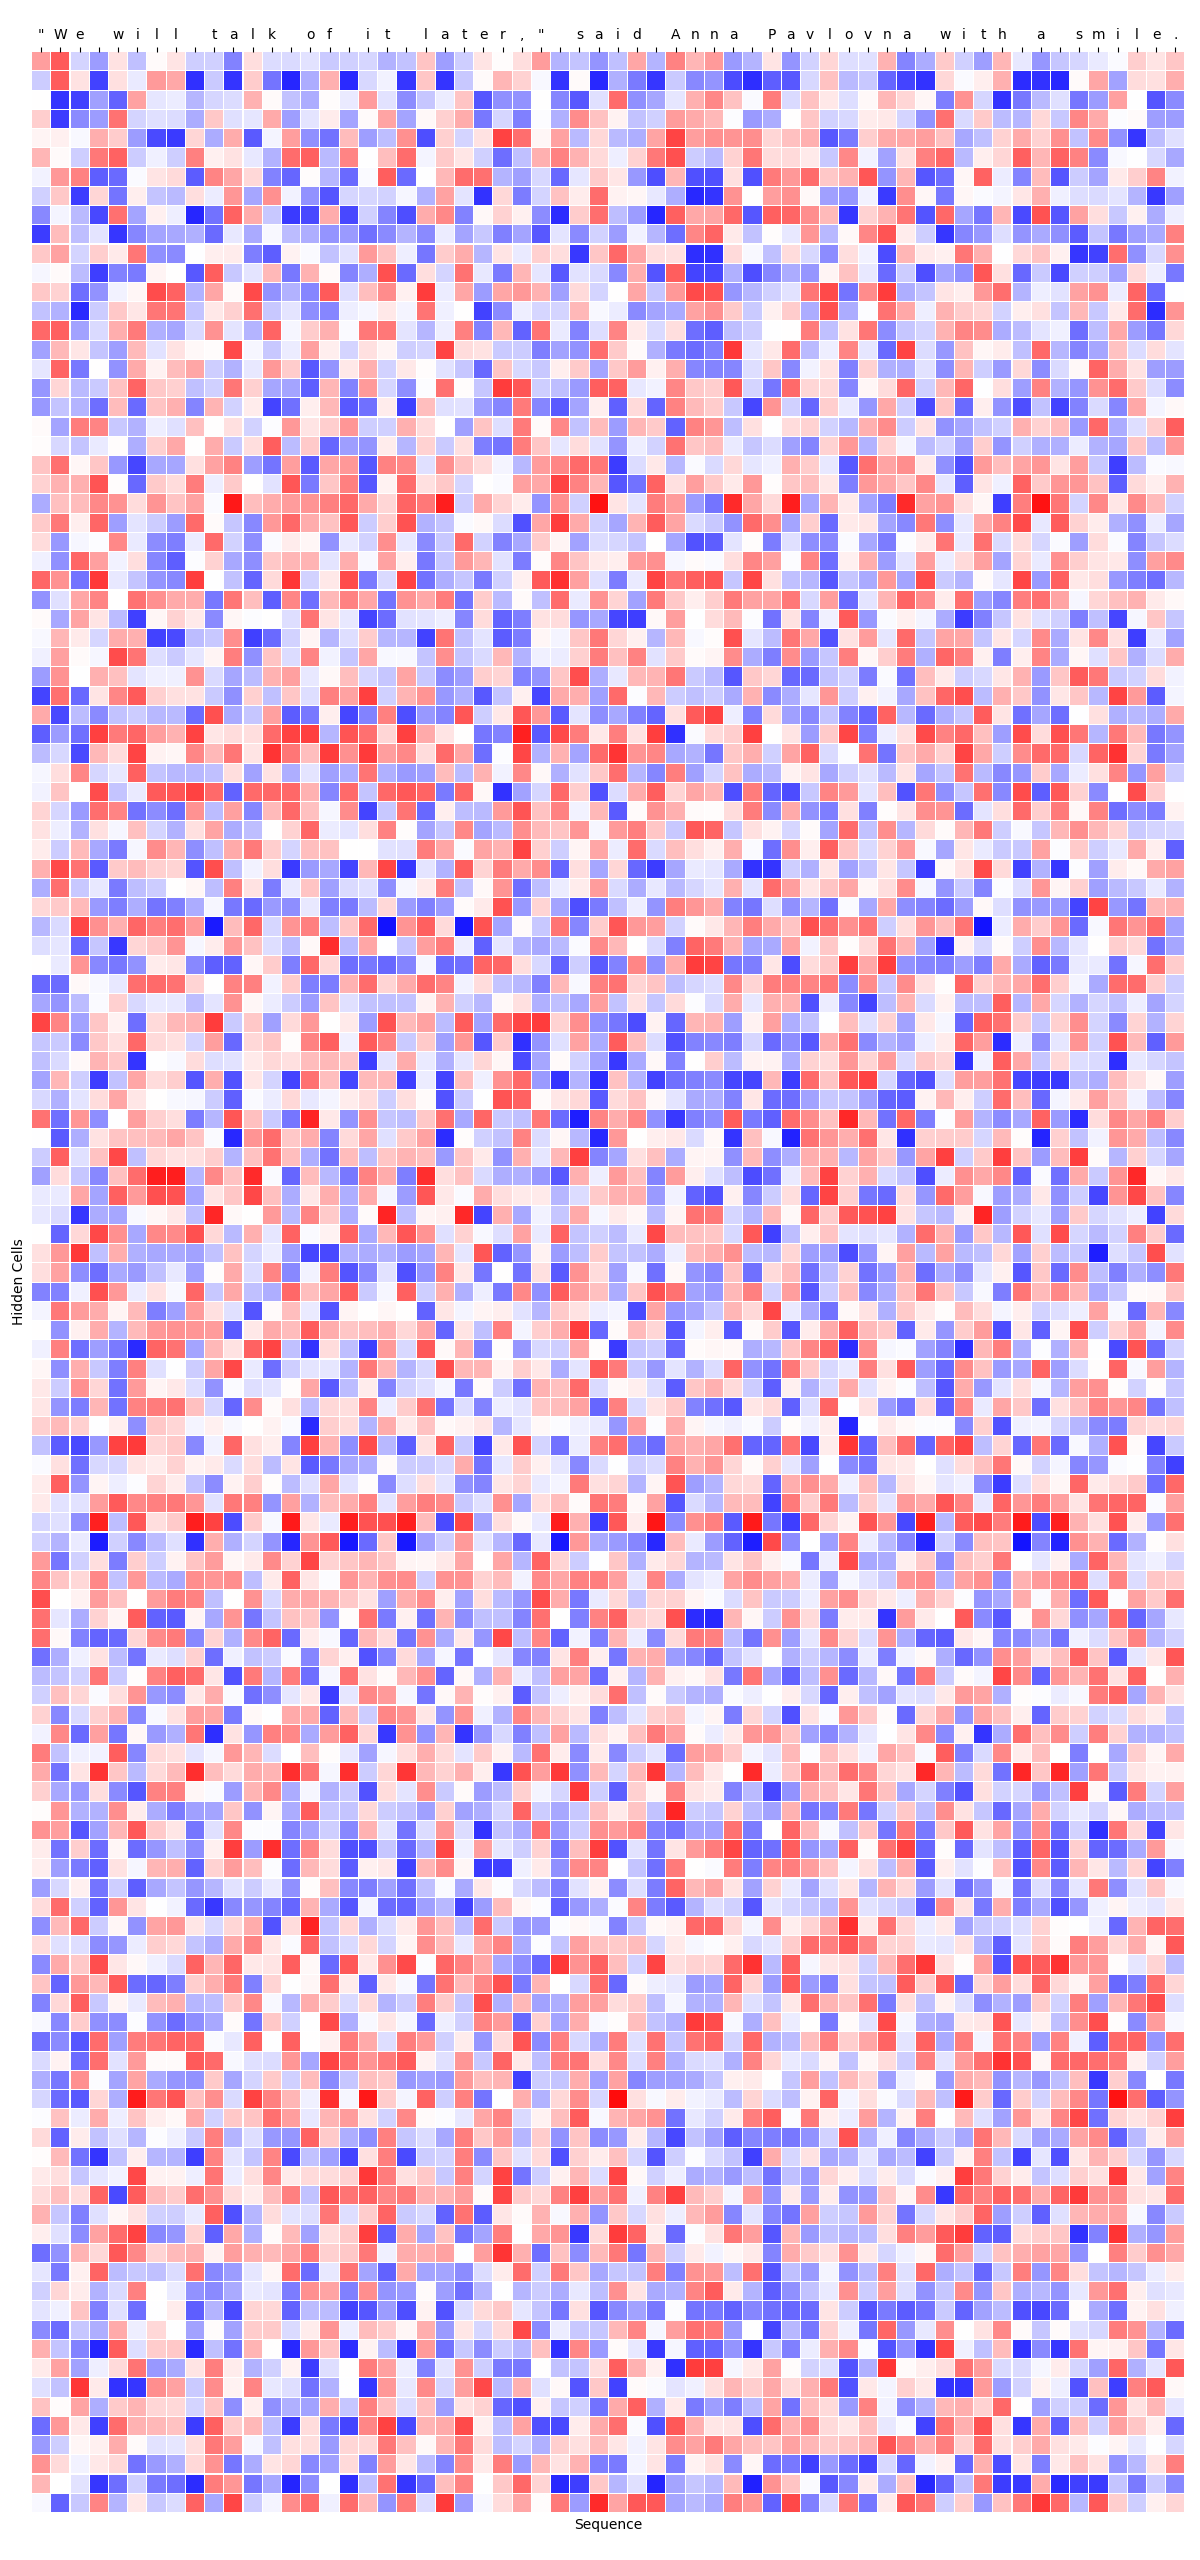 "We will talk of it later," said Anna Pavlovna with a smile.
Hidden Cells
Sequence